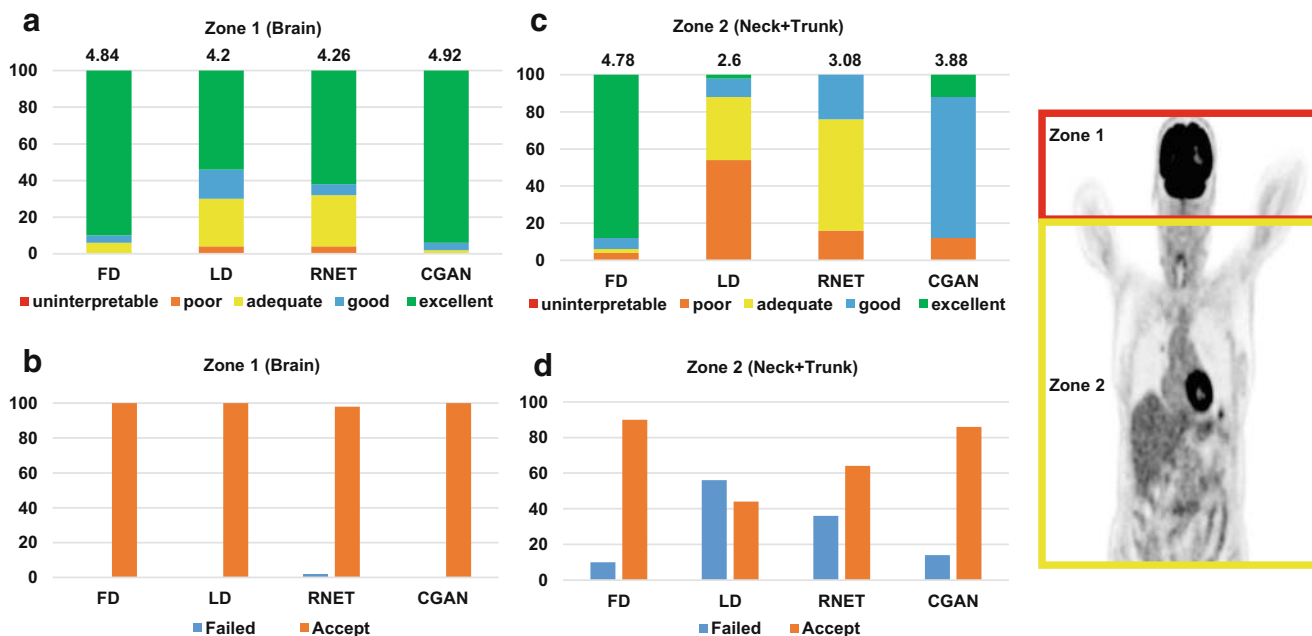 a
Zone 1 (Brain)
4.84 4.2 4.26 4.92
100
80
60
40
20
0
FD LD RNET CGAN
uninterpretable poor adequate good excellent
c
Zone 2 (Neck+Trunk)
4.78 2.6 3.08 3.88
100
80
60
40
20
0
FD LD RNET CGAN
uninterpretable poor adequate good excellent
b
Zone 1 (Brain)
100
80
60
40
20
0
FD LD RNET CGAN
Failed Accept
d
Zone 2 (Neck+Trunk)
100
80
60
40
20
0
FD LD RNET CGAN
Failed Accept
Zone 1
Zone 2